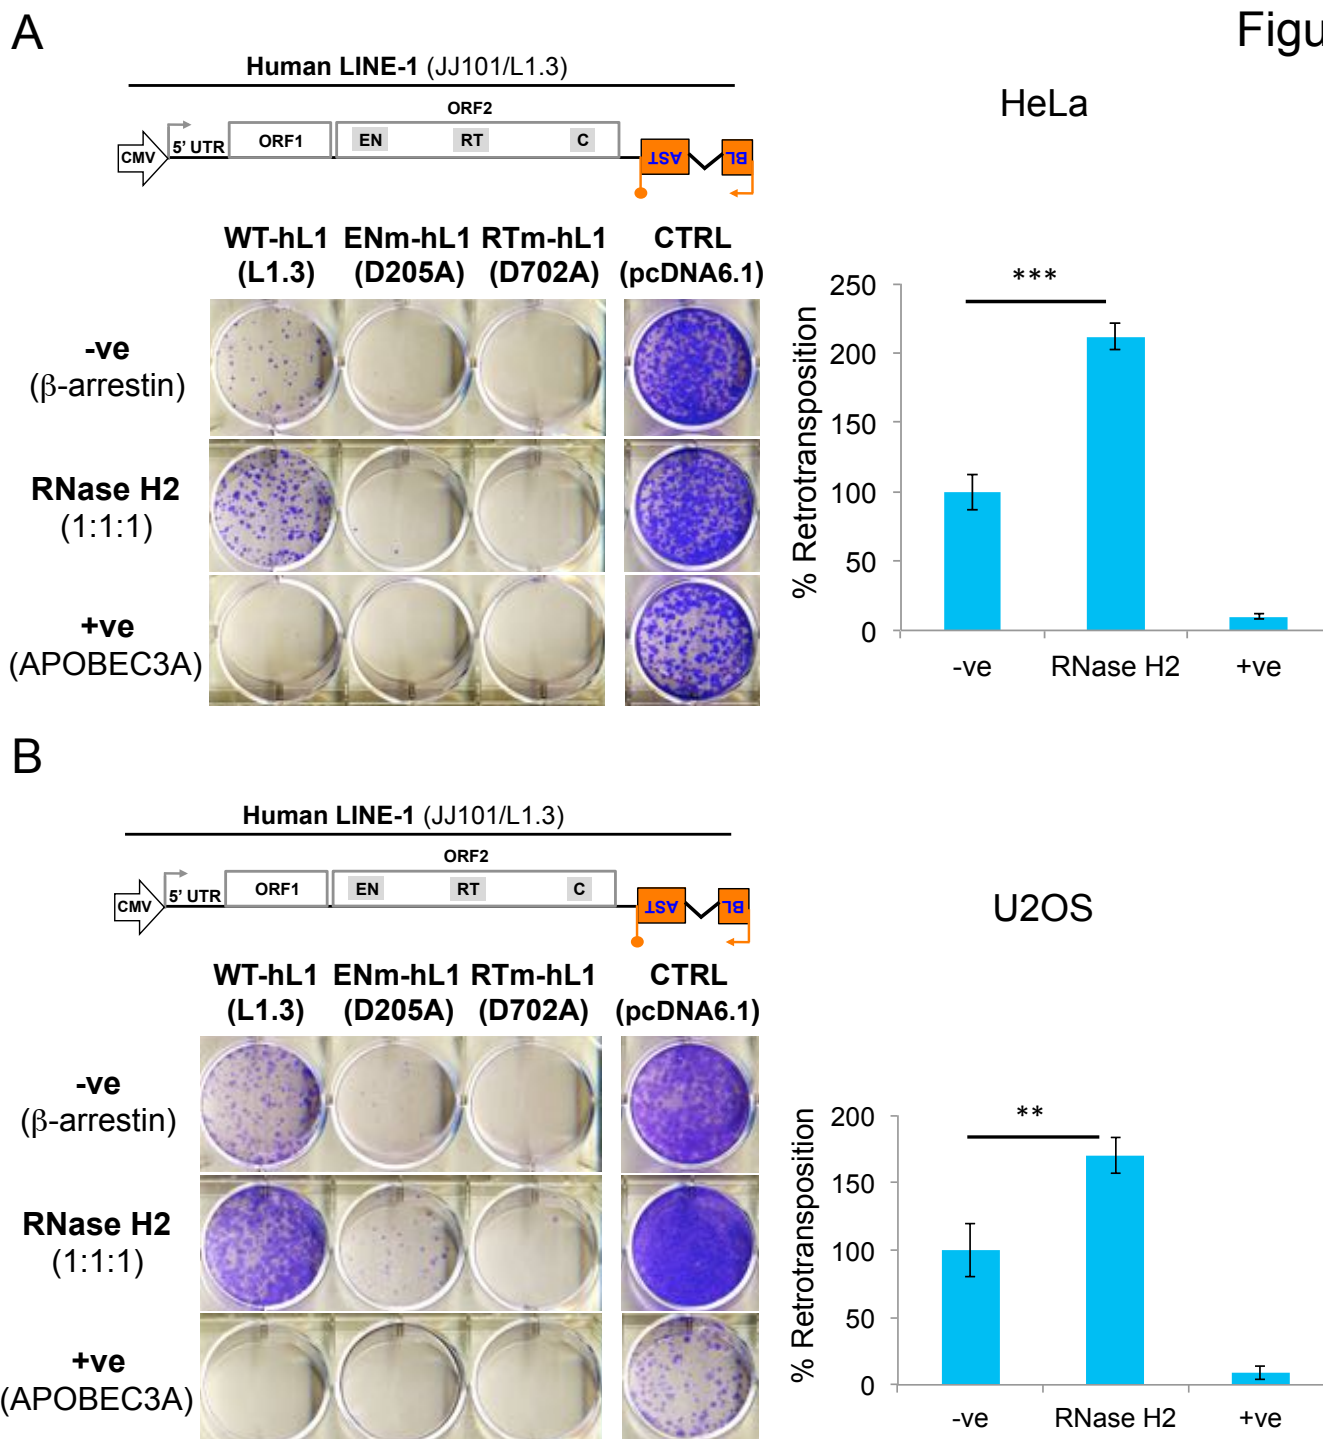 A
Figu
Human LINE-1 (JJ101/L1.3)
HeLa
ORF2
CMV
5' UTR
ORF1
EN
RT
C
AST
BL
WT-hL1 ENm-hL1 RTm-hL1 CTRL
(L1.3) (D205A) (D702A) (pcDNA6.1)
-ve
(β-arrestin)
RNase H2
(1:1:1)
+ve
(APOBEC3A)
% Retrotransposition
250
200
150
100
50
0
***
-ve RNase H2 +ve
B
Human LINE-1 (JJ101/L1.3)
U2OS
ORF2
CMV
5' UTR
ORF1
EN
RT
C
AST
BL
WT-hL1 ENm-hL1 RTm-hL1 CTRL
(L1.3) (D205A) (D702A) (pcDNA6.1)
-ve
(β-arrestin)
RNase H2
(1:1:1)
+ve
(APOBEC3A)
% Retrotransposition
200
150
100
50
0
**
-ve RNase H2 +ve